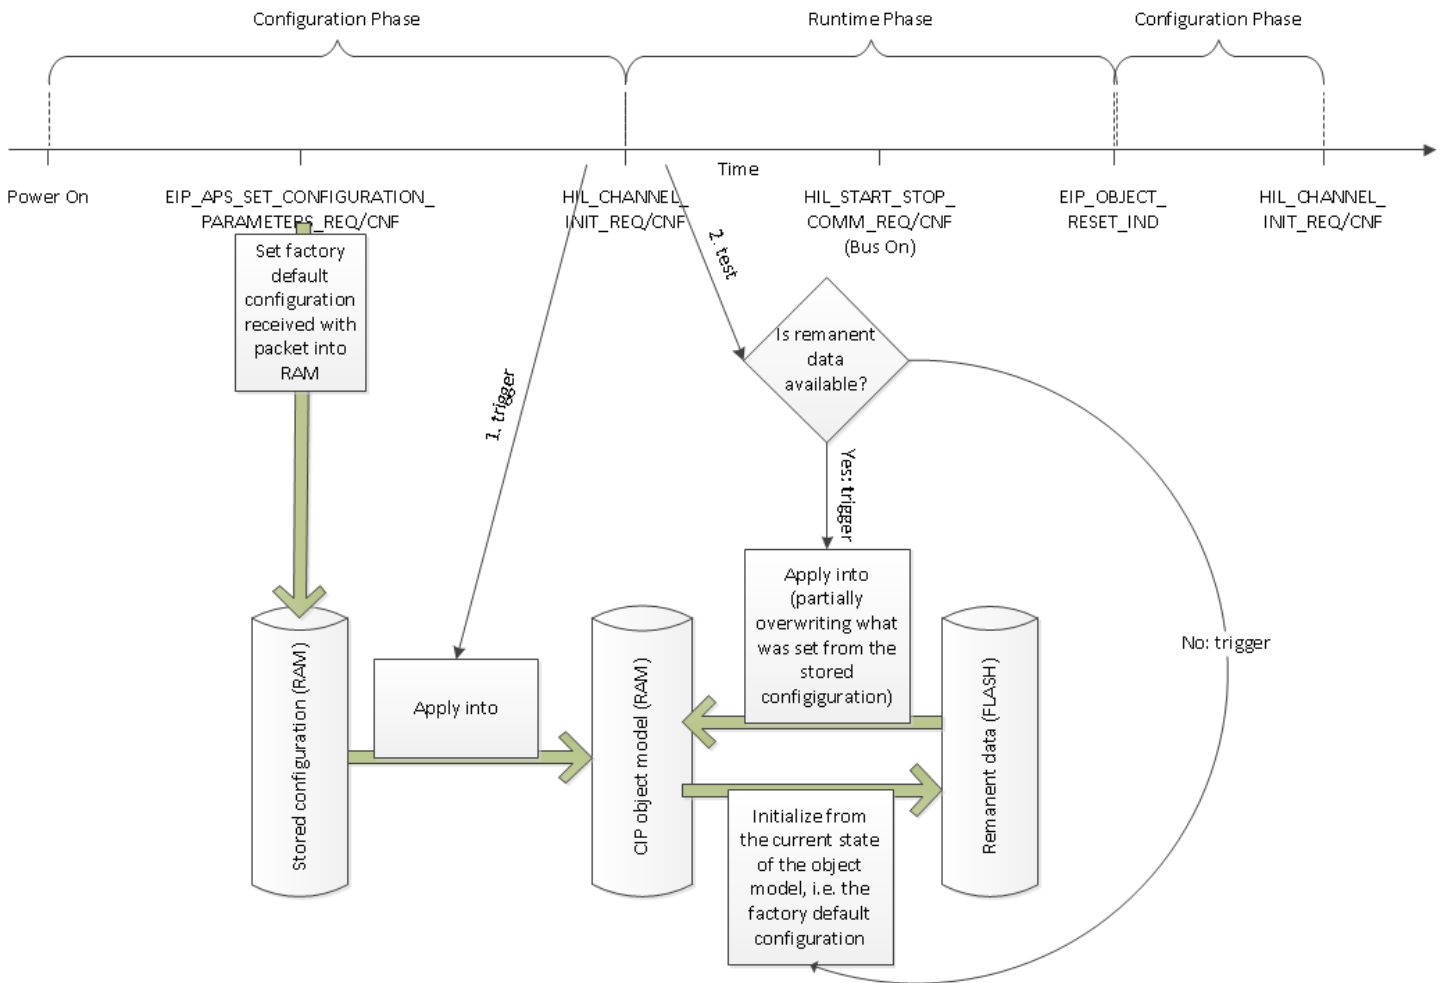 Configuration Phase
Runtime Phase
Configuration Phase
Time
Power On
EIP_APS_SET_CONFIGURATION_
PARAMETERS_REQ/CNF
HIL_CHANNEL_
INIT_REQ/CNF
HIL_START_STOP_
COMM_REQ/CNF
(Bus On)
EIP_OBJECT_
RESET_IND
HIL_CHANNEL_
INIT_REQ/CNF
Set factory
default
configuration
received with
packet into
RAM
1. trigger
2. test
Is remanent
data
available?
Yes: trigger
No: trigger
Apply into
(partially
overwriting what
was set from the
stored
configiguration)
Stored configuration (RAM)
Apply into
CIP object model (RAM)
Remanent data (FLASH)
Initialize from
the current state
of the object
model, i.e. the
factory default
configuration